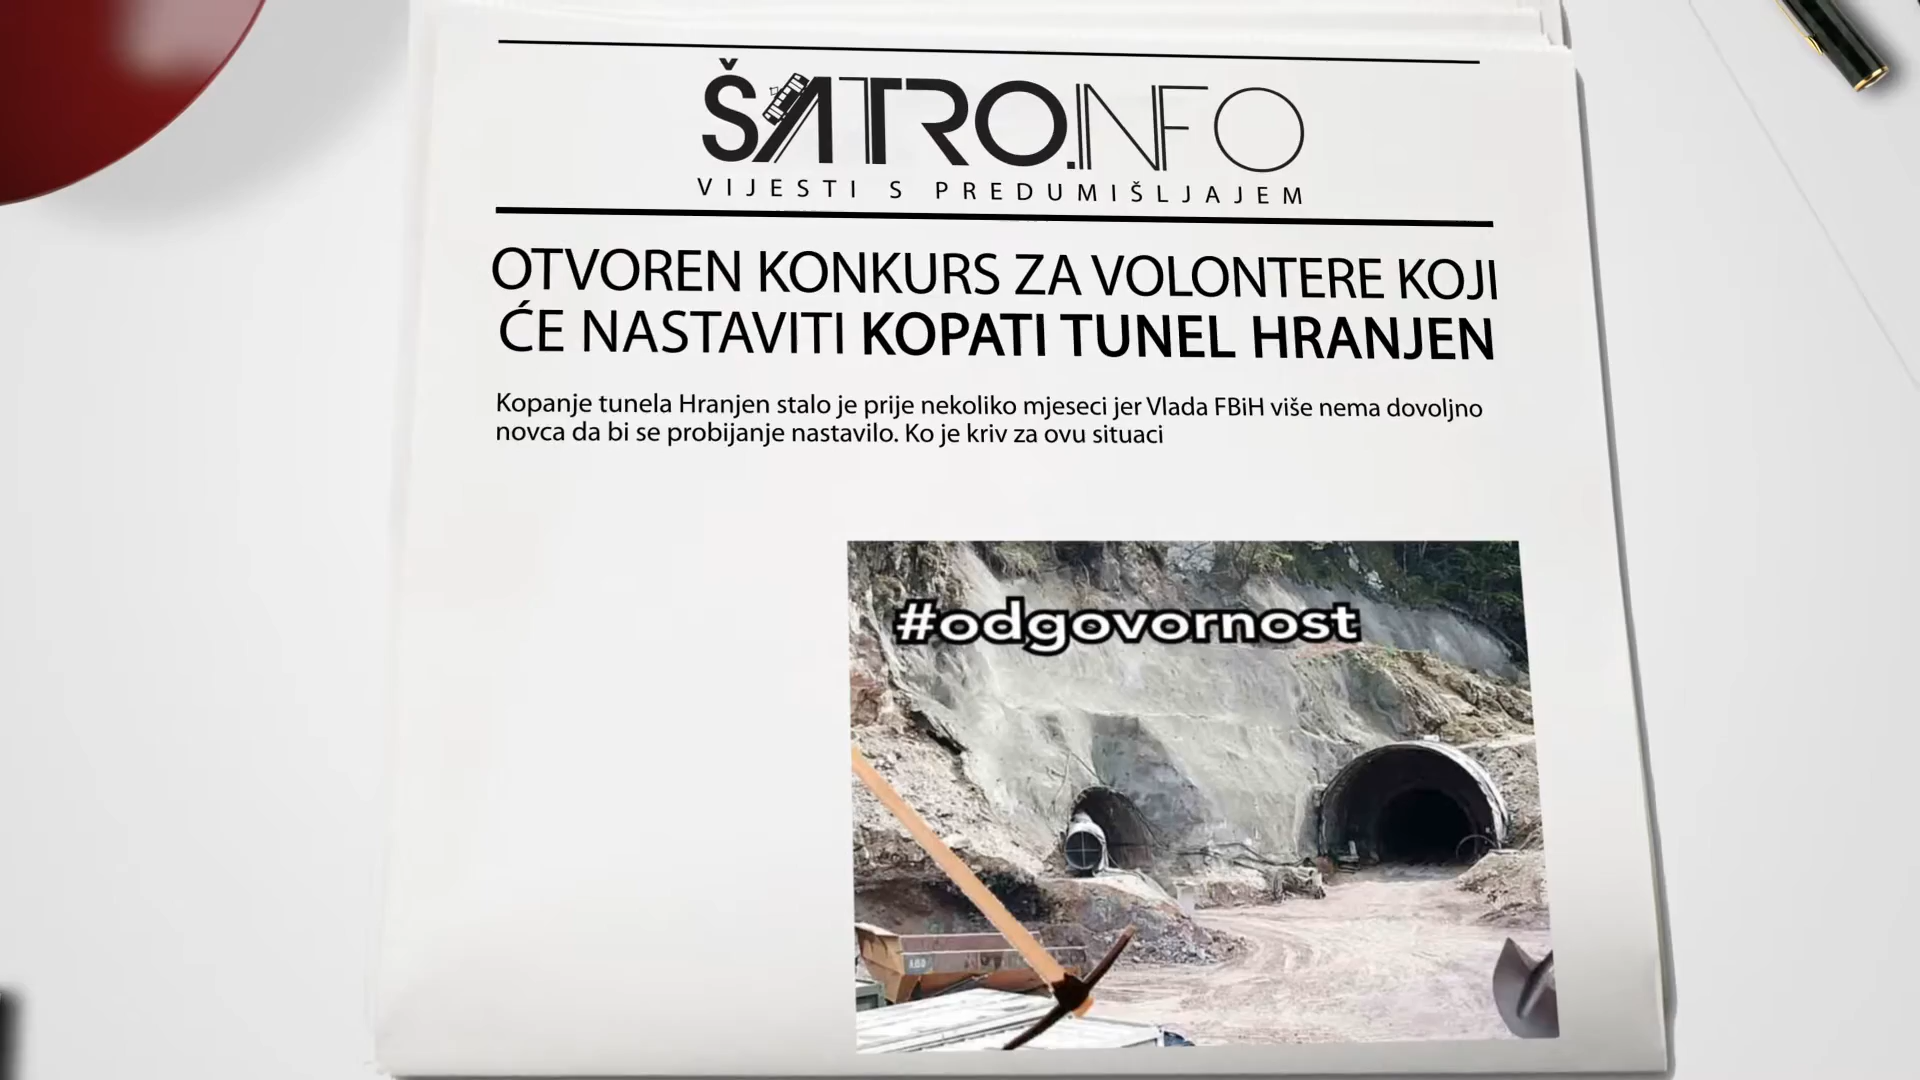 ŠATRO.INFO
VIJESTI S PREDUMIŠLJAJEM
OTVOREN KONKURS ZA VOLONTERE KOJI
ĆE NASTAVITI KOPATI TUNEL HRANJEN
Kopanje tunela Hranjen stalo je prije nekoliko mjeseci jer Vlada FBiH više nema dovoljno
novca da bi se probijanje nastavilo. Ko je kriv za ovu situaci
#odgovornost